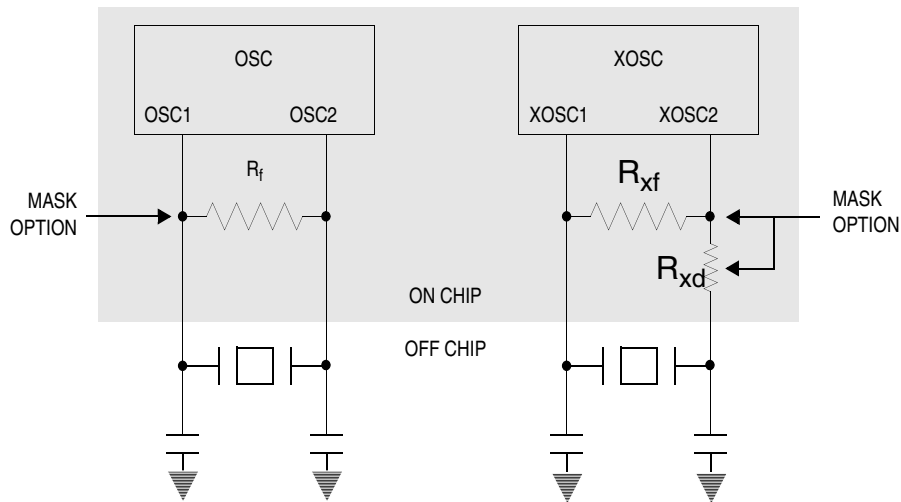 OSC
XOSC
OSC1
OSC2
XOSC1
XOSC2
Rf
Rxf
MASK
OPTION
MASK
OPTION
Rxd
ON CHIP
OFF CHIP